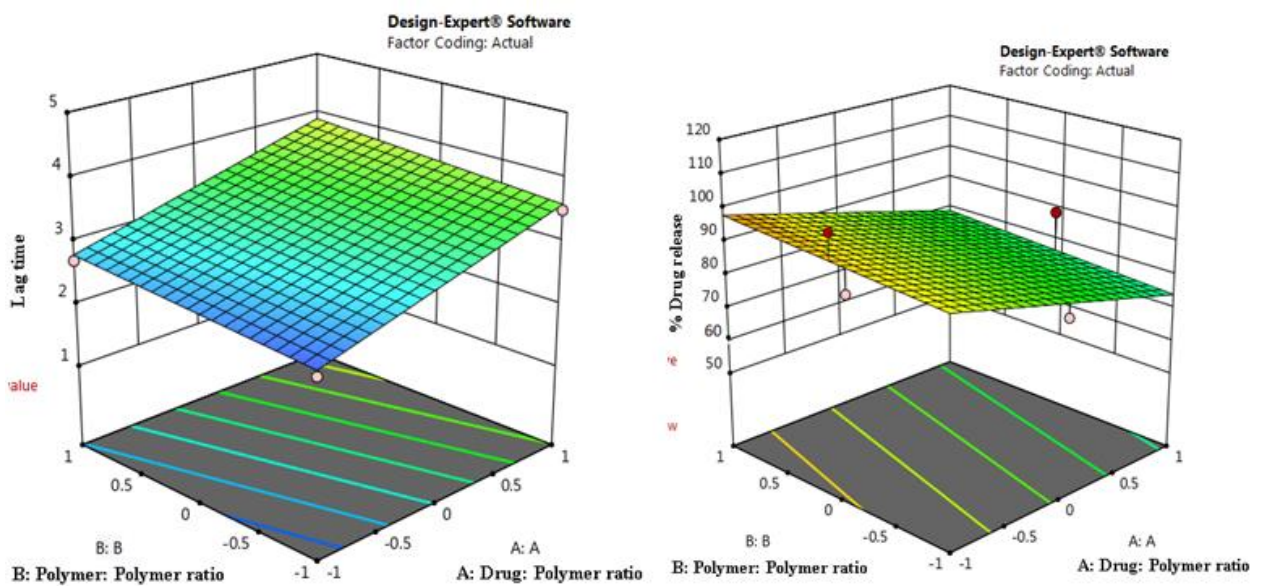 Design-Expert® Software
Factor Coding: Actual
5
4
3
2
1
Lag time
value
1
0.5
0
-0.5
-1
-1
-0.5
0
0.5
1
B: B
A: A
B: Polymer: Polymer ratio
A: Drug: Polymer ratio
Design-Expert® Software
Factor Coding: Actual
120
110
100
90
80
70
60
50
% Drug release
w
1
0.5
0
-0.5
-1
-1
-0.5
0
0.5
1
B: B
A: A
B: Polymer: Polymer ratio
A: Drug: Polymer ratio